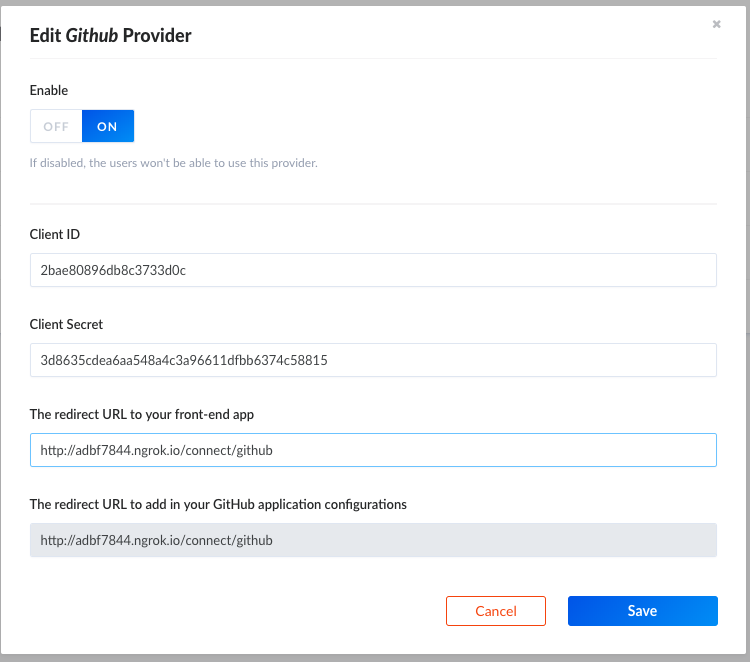 Edit Github Provider
×
Enable
OFF ON
If disabled, the users won't be able to use this provider.
Client ID
2bae80896db8c3733d0c
Client Secret
3d8635cdea6aa548a4c3a96611dfbb6374c58815
The redirect URL to your front-end app
http://adbf7844.ngrok.io/connect/github
The redirect URL to add in your GitHub application configurations
http://adbf7844.ngrok.io/connect/github
Cancel Save